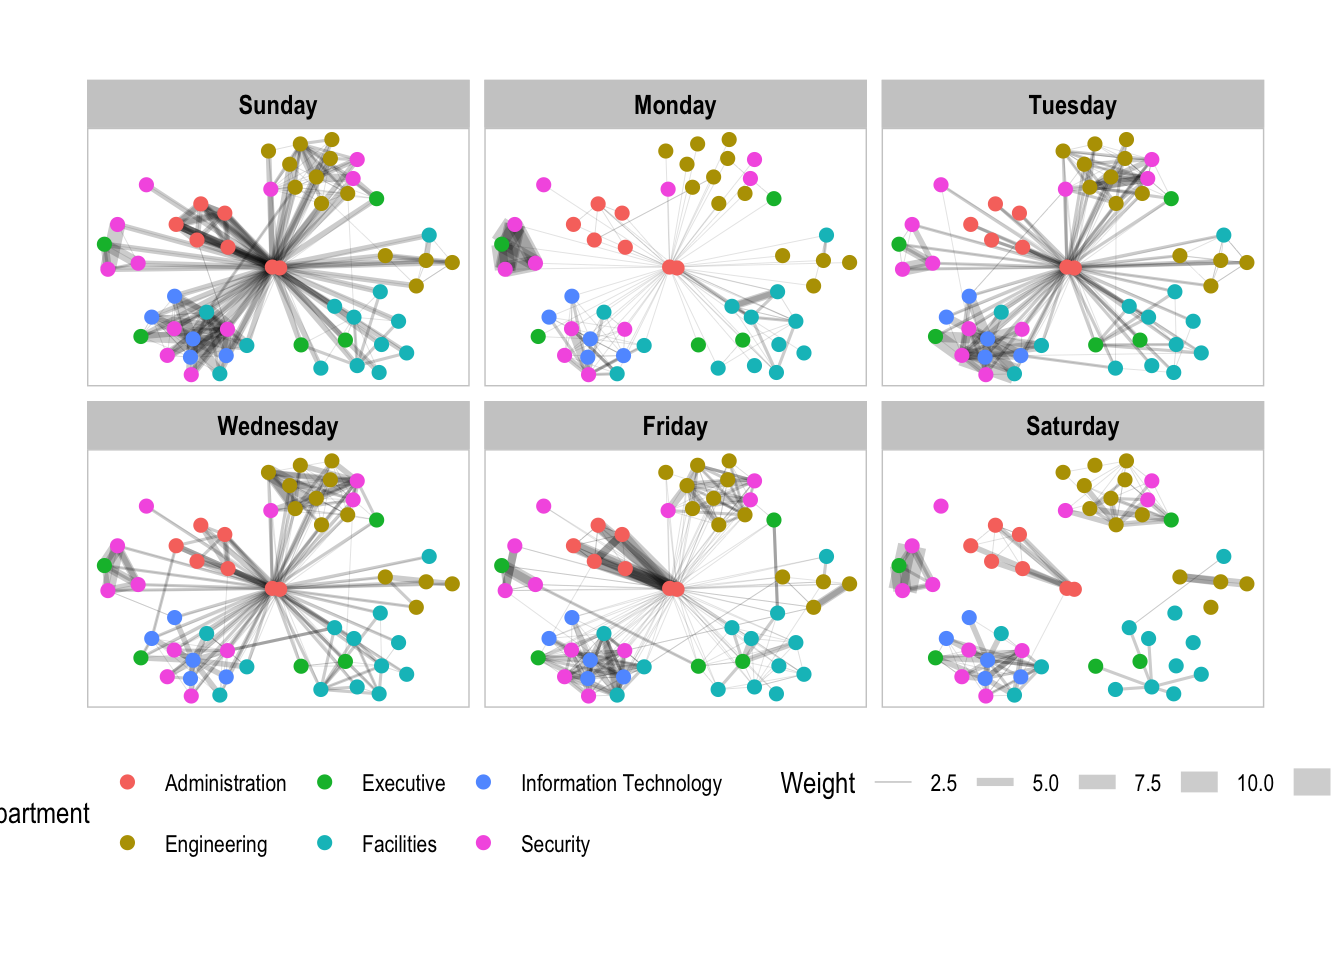 Sunday
Monday
Tuesday
Wednesday
Friday
Saturday
Administration Executive Information Technology Weight 2.5 5.0 7.5 10.0
partment
Engineering Facilities Security